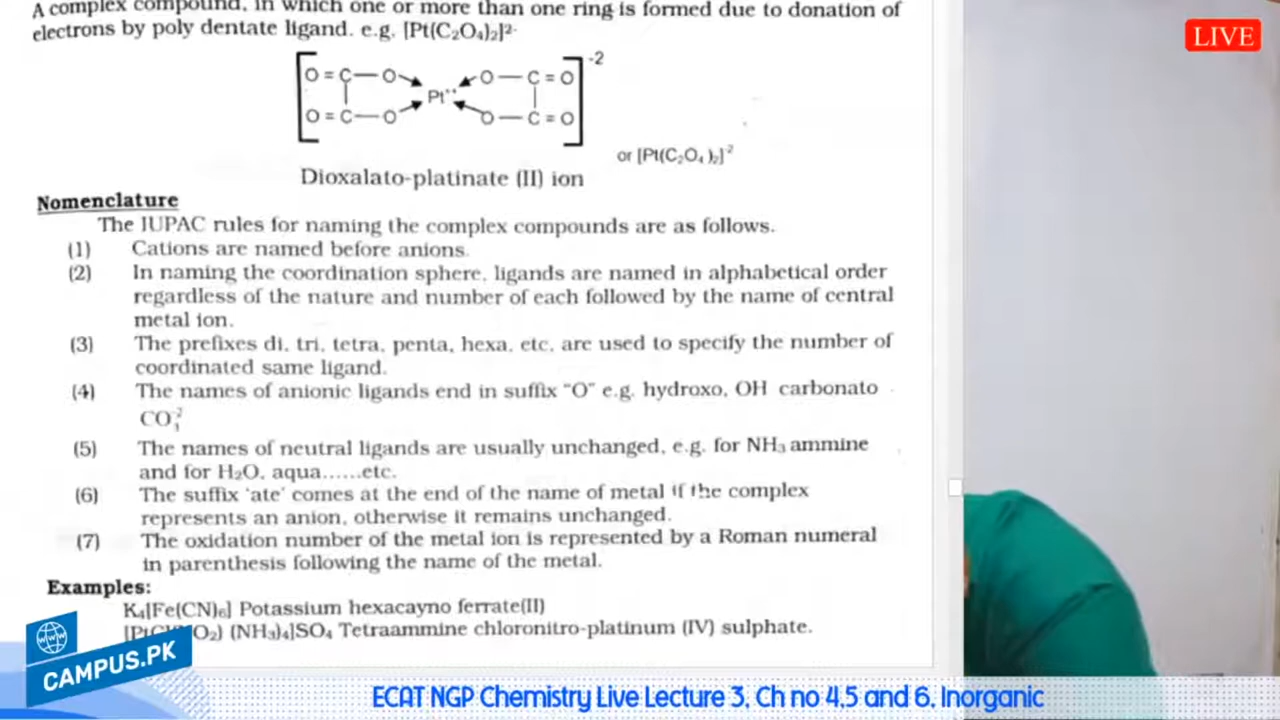 A complex compound, in which one or more than one ring is formed due to donation of
electrons by poly dentate ligand. e.g. [Pt(C₂O₄)₂]²⁻
LIVE
O = C — O Pt⁺⁺ O — C = O -2
O = C — O O — C = O
or [Pt(C₂O₄)₂]⁻²
Dioxalato-platinate (II) ion
Nomenclature
The IUPAC rules for naming the complex compounds are as follows.
(1) Cations are named before anions.
(2) In naming the coordination sphere, ligands are named in alphabetical order
regardless of the nature and number of each followed by the name of central
metal ion.
(3) The prefixes di, tri, tetra, penta, hexa, etc, are used to specify the number of
coordinated same ligand.
(4) The names of anionic ligands end in suffix "O" e.g. hydroxo, OH carbonato
CO₃⁻²
(5) The names of neutral ligands are usually unchanged, e.g. for NH₃ ammine
and for H₂O, aqua......etc.
(6) The suffix 'ate' comes at the end of the name of metal if the complex
represents an anion, otherwise it remains unchanged.
(7) The oxidation number of the metal ion is represented by a Roman numeral
in parenthesis following the name of the metal.
Examples:
K₄[Fe(CN)₆] Potassium hexacayno ferrate(II)
O₂) (NH₃)₄]SO₄ Tetraammine chloronitro-platinum (IV) sulphate.
www
CAMPUS.PK
ECAT NGP Chemistry Live Lecture 3, Ch no 4,5 and 6, Inorganic